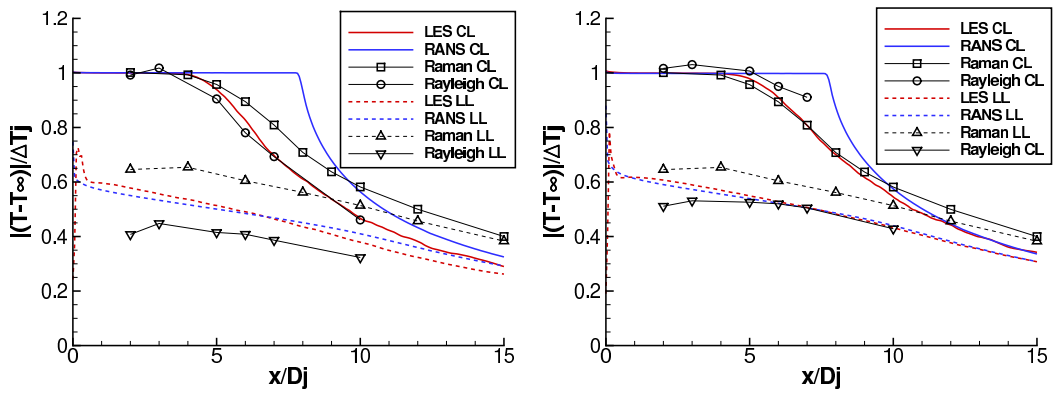 |(T-T∞)|/ΔTj
1.2
1
0.8
0.6
0.4
0.2
0
0
5
10
15
x/Dj
LES CL
RANS CL
Raman CL
Rayleigh CL
LES LL
RANS LL
Raman LL
Rayleigh LL
|(T-T∞)|/ΔTj
1.2
1
0.8
0.6
0.4
0.2
0
0
5
10
15
x/Dj
LES CL
RANS CL
Raman CL
Rayleigh CL
LES LL
RANS LL
Raman LL
Rayleigh CL